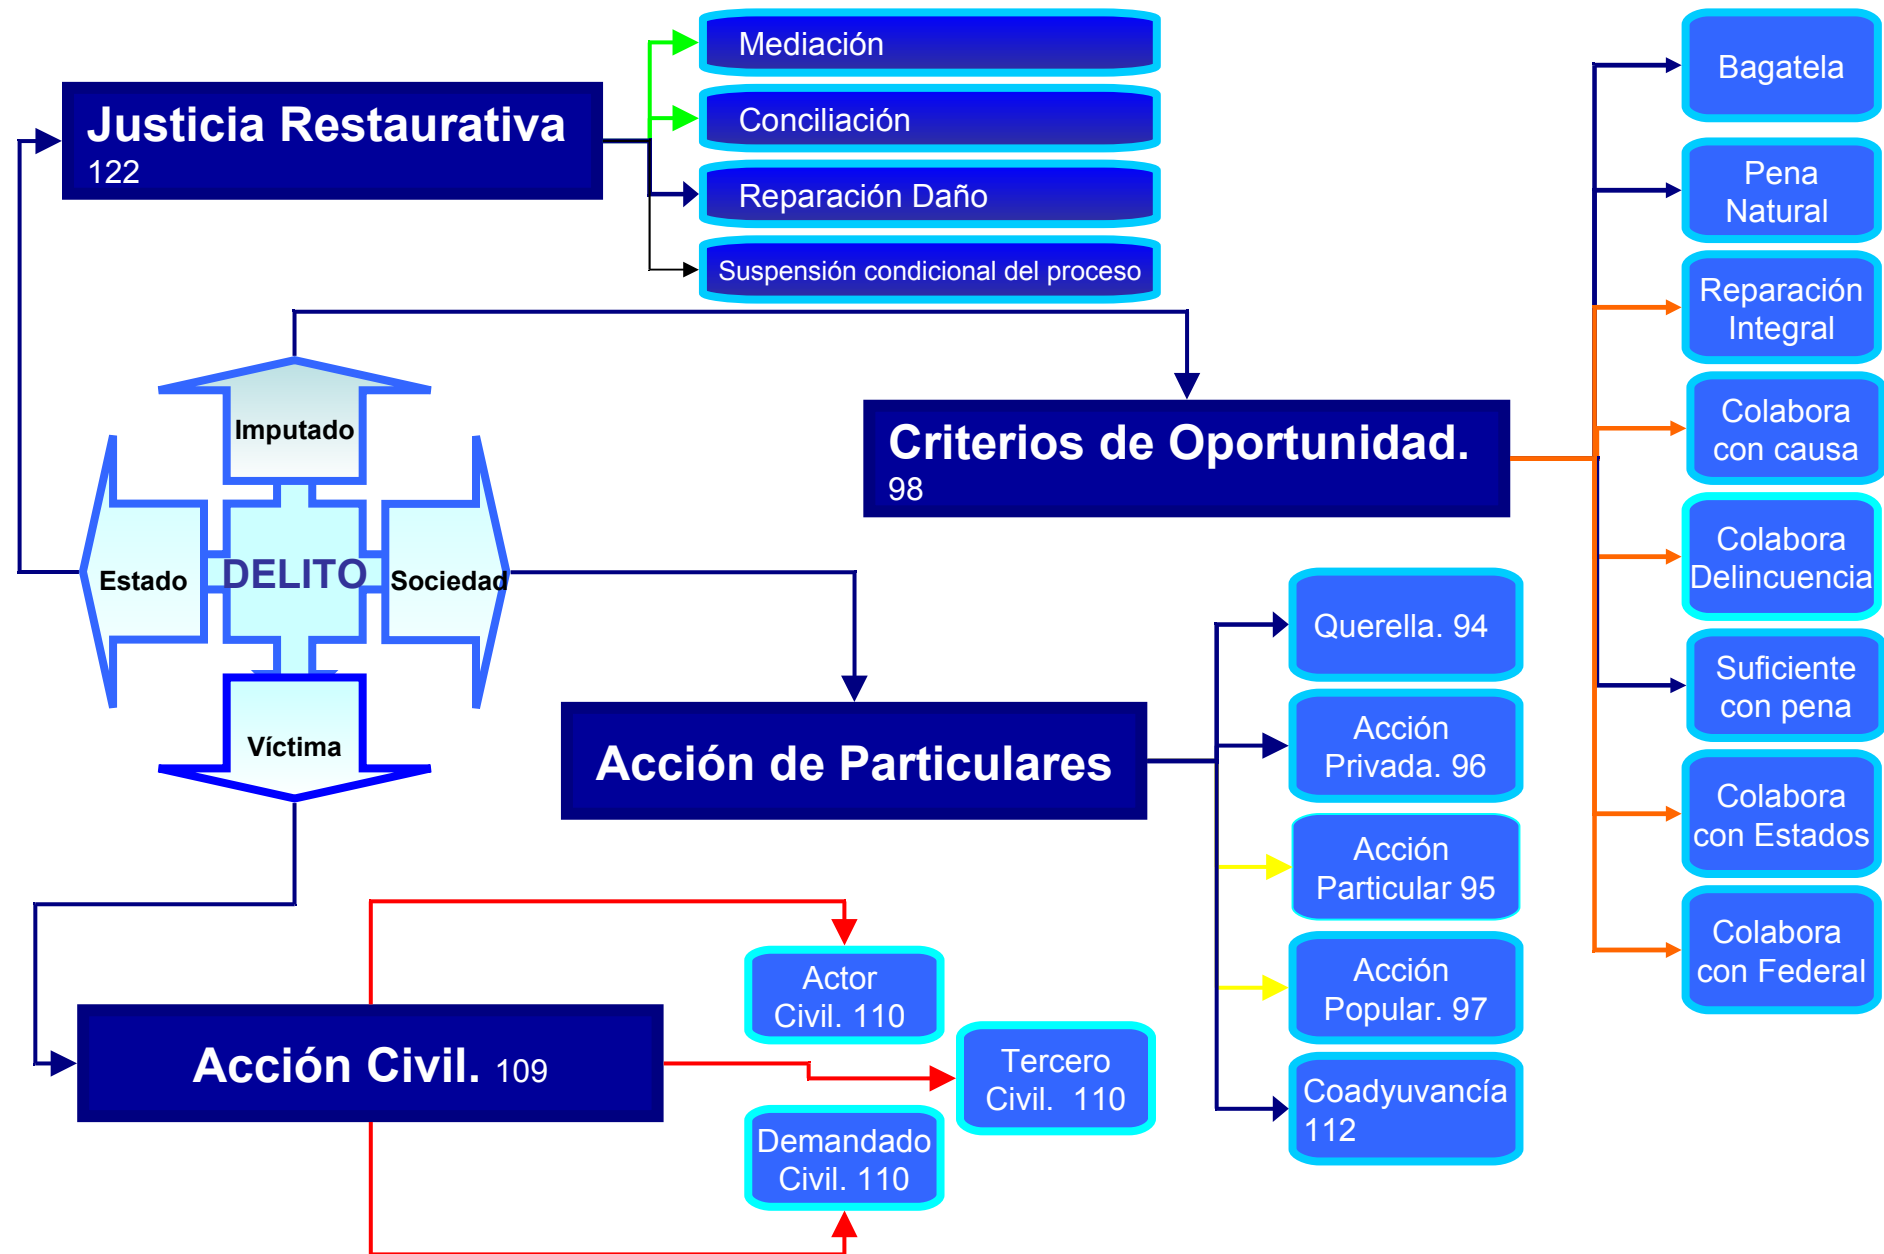 Mediación
Justicia Restaurativa
122
Conciliación
Reparación Daño
Suspensión condicional del proceso
Imputado
Estado
DELITO
Sociedad
Víctima
Criterios de Oportunidad.
98
Bagatela
Pena
Natural
Reparación
Integral
Colabora
con causa
Colabora
Delincuencia
Suficiente
con pena
Colabora
con Estados
Colabora
con Federal
Acción de Particulares
Querella. 94
Acción
Privada. 96
Acción
Particular 95
Acción
Popular. 97
Coadyuvancía
112
Acción Civil. 109
Actor
Civil. 110
Tercero
Civil. 110
Demandado
Civil. 110